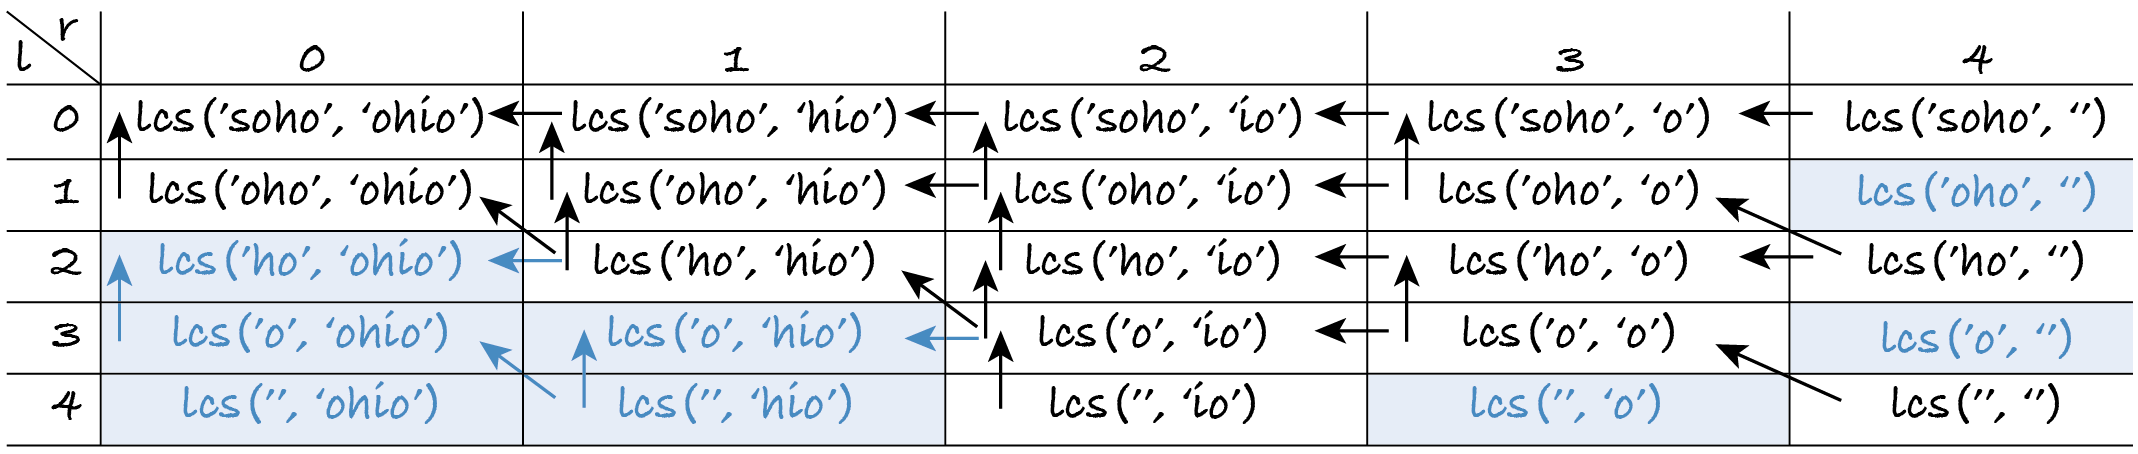 r
l 0 1 2 3 4
0 lcs('soho', ‘ohio') lcs('soho', ‘hio') lcs('soho', ‘io') lcs('soho', ‘o') lcs('soho', ‘')
1 lcs('oho', ‘ohio') lcs('oho', ‘hio') lcs('oho', ‘io') lcs('oho', ‘o') lcs('oho', ‘')
2 lcs('ho', ‘ohio') lcs('ho', ‘hio') lcs('ho', ‘io') lcs('ho', ‘o') lcs('ho', ‘')
3 lcs('o', ‘ohio') lcs('o', ‘hio') lcs('o', ‘io') lcs('o', ‘o') lcs('o', ‘')
4 lcs('', ‘ohio') lcs('', ‘hio') lcs('', ‘io') lcs('', ‘o') lcs('', ‘')